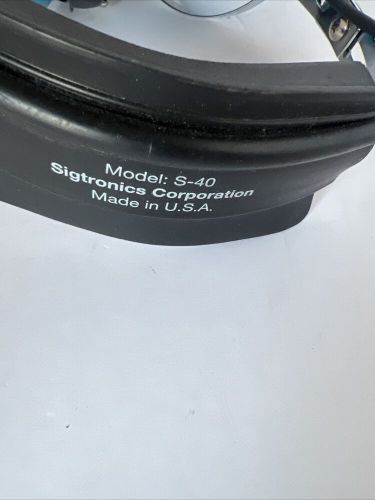 Model: S-40
Sigtronics Corporation
Made in U.S.A.